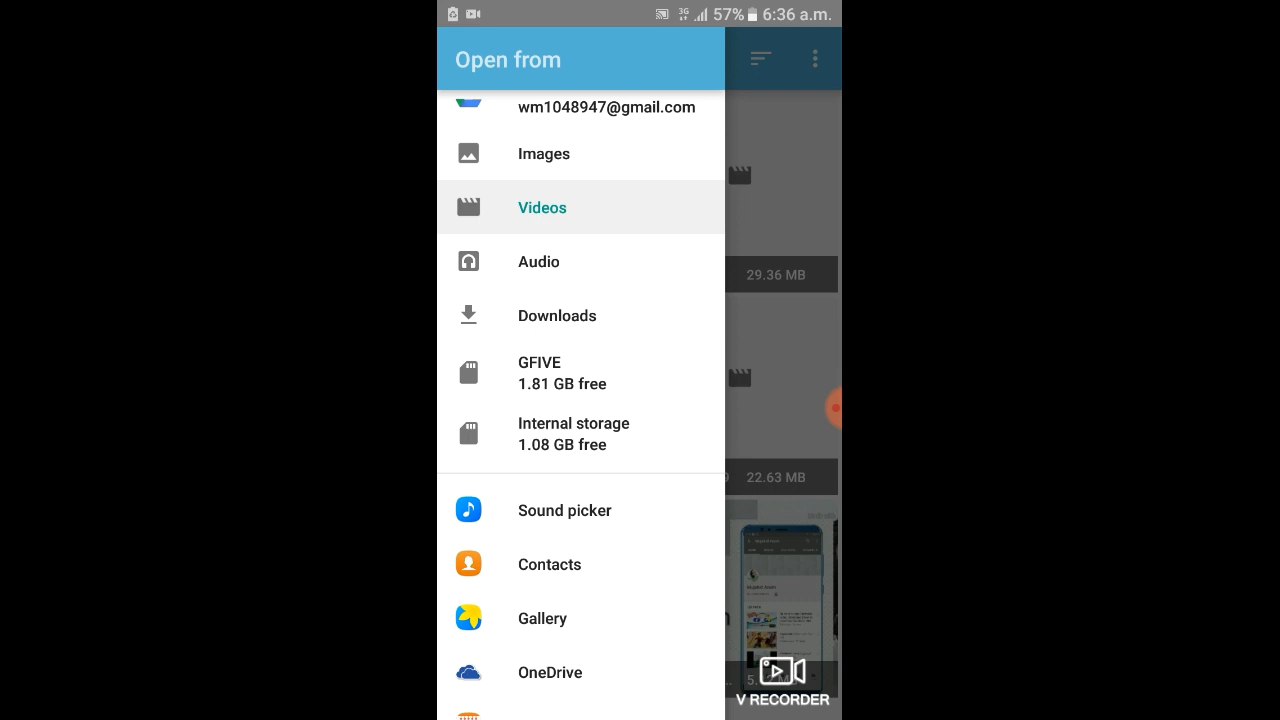 3G 57% 6:36 a.m.
Open from
wm1048947@gmail.com
Images
Videos
Audio
29.36 MB
Downloads
GFIVE
1.81 GB free
Internal storage
1.08 GB free
22.63 MB
Sound picker
Contacts
Gallery
OneDrive
V RECORDER